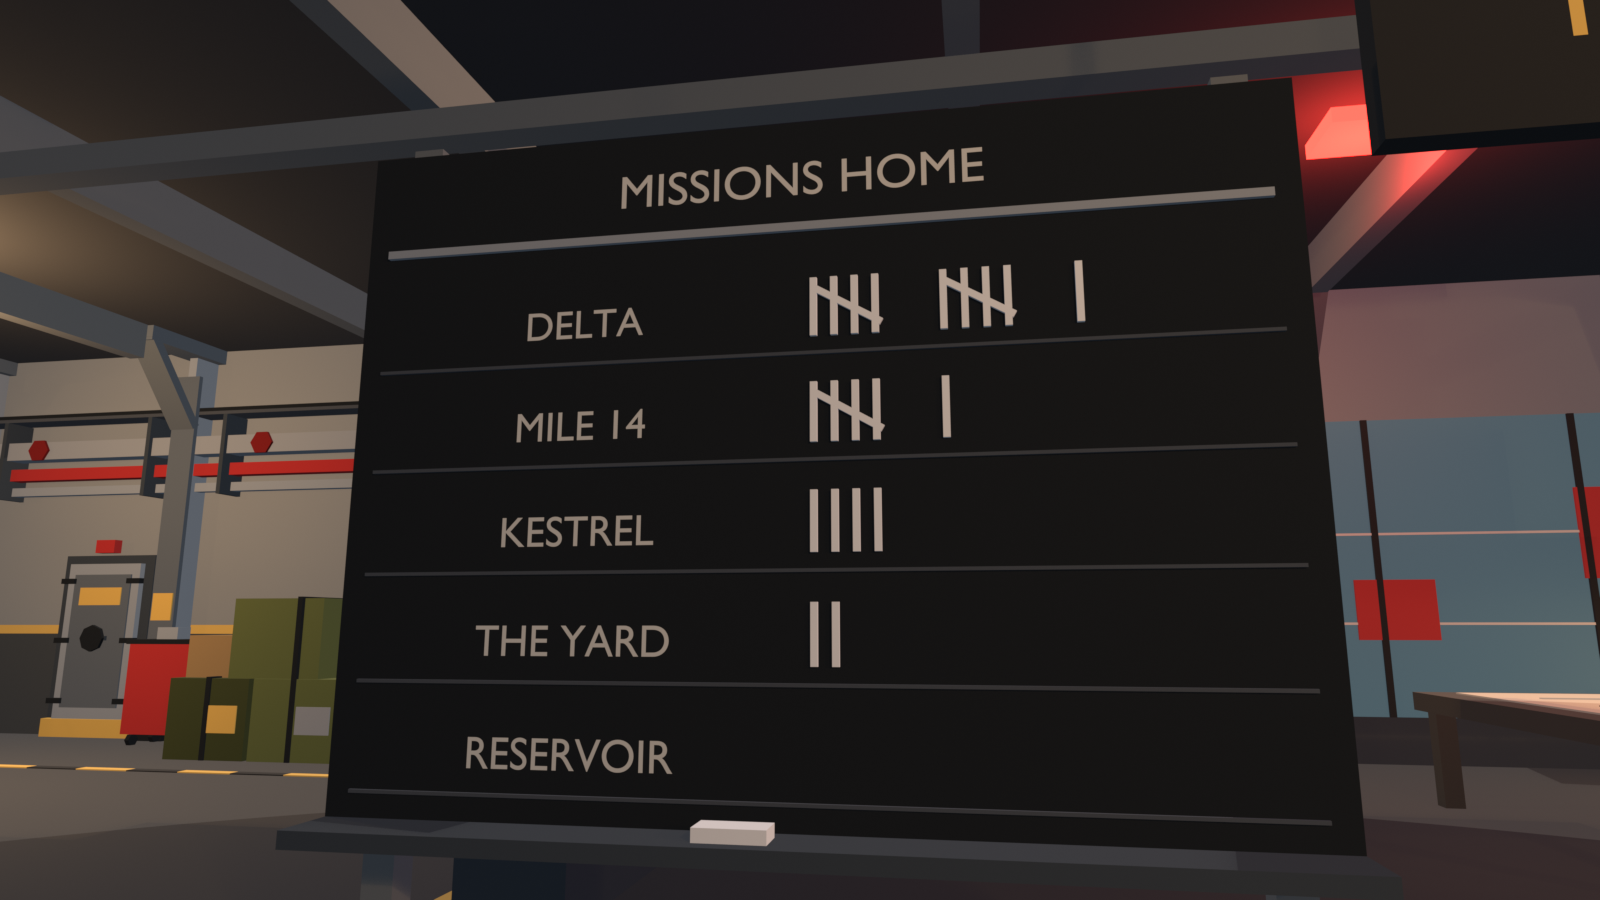 MISSIONS HOME
DELTA
MILE 14
KESTREL
THE YARD
RESERVOIR